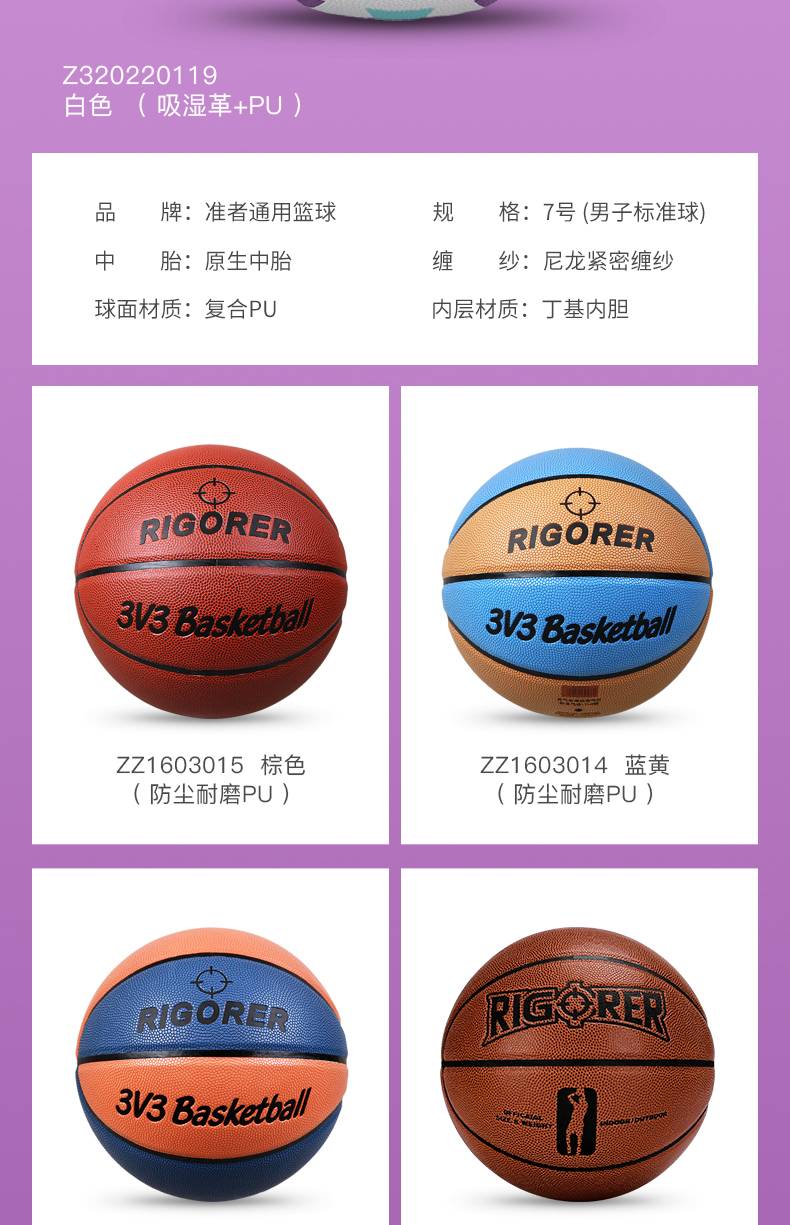 Z320220119
白色 （ 吸湿革+PU ）
品 牌：准者通用篮球
规 格：7号 (男子标准球)
中 胎：原生中胎
缠 纱：尼龙紧密缠纱
球面材质：复合PU
内层材质：丁基内胆
RIGORER
3V3 Basketball
RIGORER
3V3 Basketball
ZZ1603015 棕色
（ 防尘耐磨PU ）
ZZ1603014 蓝黄
（ 防尘耐磨PU ）
RIGORER
3V3 Basketball
RIGORER
SIZE & WEIGHT
INDOOR/OUTDOOR